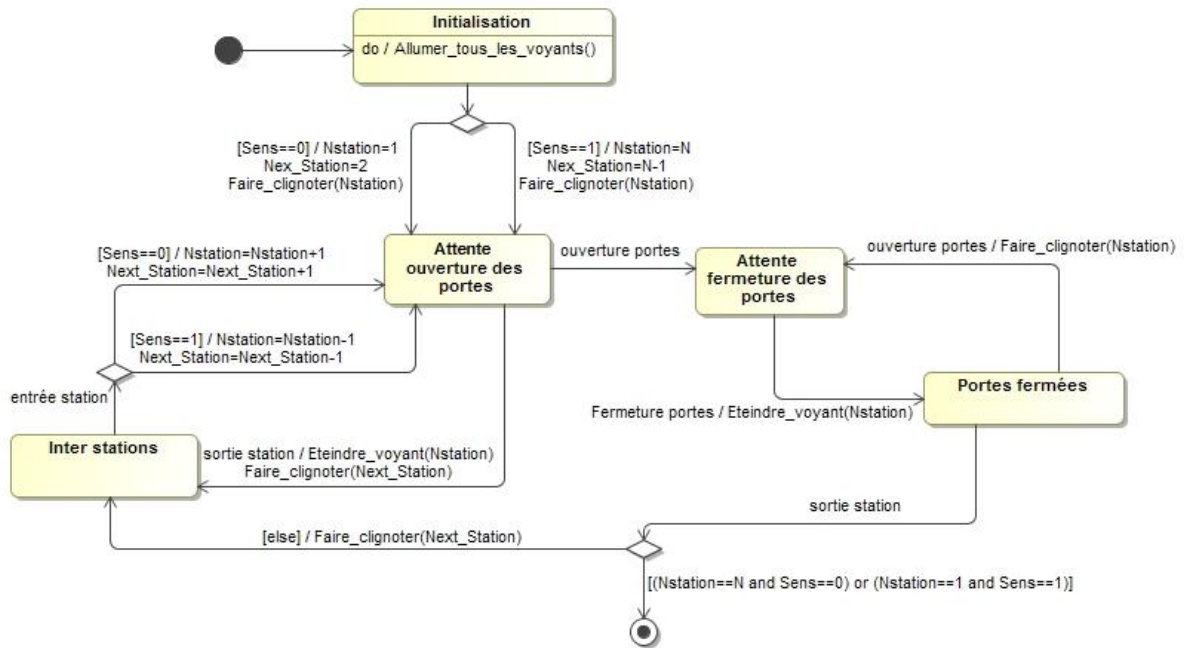 Initialisation
do / Allumer_tous_les_voyants()
[Sens==0] / Nstation=1
Nex_Station=2
Faire_clignoter(Nstation)
[Sens==1] / Nstation=N
Nex_Station=N-1
Faire_clignoter(Nstation)
[Sens==0] / Nstation=Nstation+1
Next_Station=Next_Station+1
Attente
ouverture des
portes
ouverture portes
Attente
fermeture des
portes
ouverture portes / Faire_clignoter(Nstation)
[Sens==1] / Nstation=Nstation-1
Next_Station=Next_Station-1
entrée station
Fermeture portes / Eteindre_voyant(Nstation)
Portes fermées
Inter stations
sortie station / Eteindre_voyant(Nstation)
Faire_clignoter(Next_Station)
sortie station
[else] / Faire_clignoter(Next_Station)
[(Nstation==N and Sens==0) or (Nstation==1 and Sens==1)]